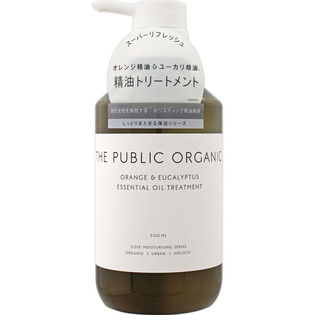 スーパーリフレッシュ
オレンジ精油&ユーカリ精油
精油トリートメント
しっとりまとまる保湿シリーズ
THE PUBLIC ORGANIC
ORANGE & EUCALYPTUS
ESSENTIAL OIL TREATMENT
500 ML
SLEEK MOISTURISING SERIES
ORGANIC | URBAN | HOLISTIC